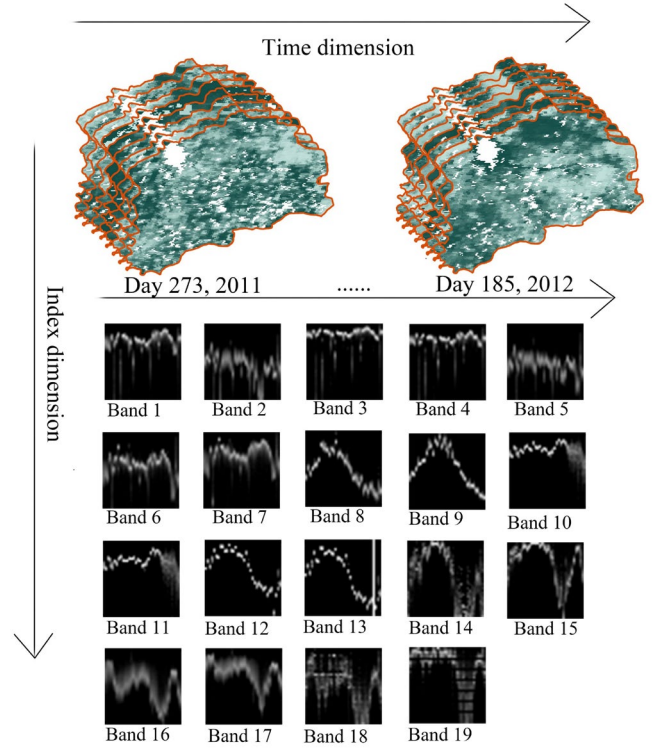 Time dimension
Day 273, 2011 ...... Day 185, 2012
Index dimension
Band 1 Band 2 Band 3 Band 4 Band 5
Band 6 Band 7 Band 8 Band 9 Band 10
Band 11 Band 12 Band 13 Band 14 Band 15
Band 16 Band 17 Band 18 Band 19